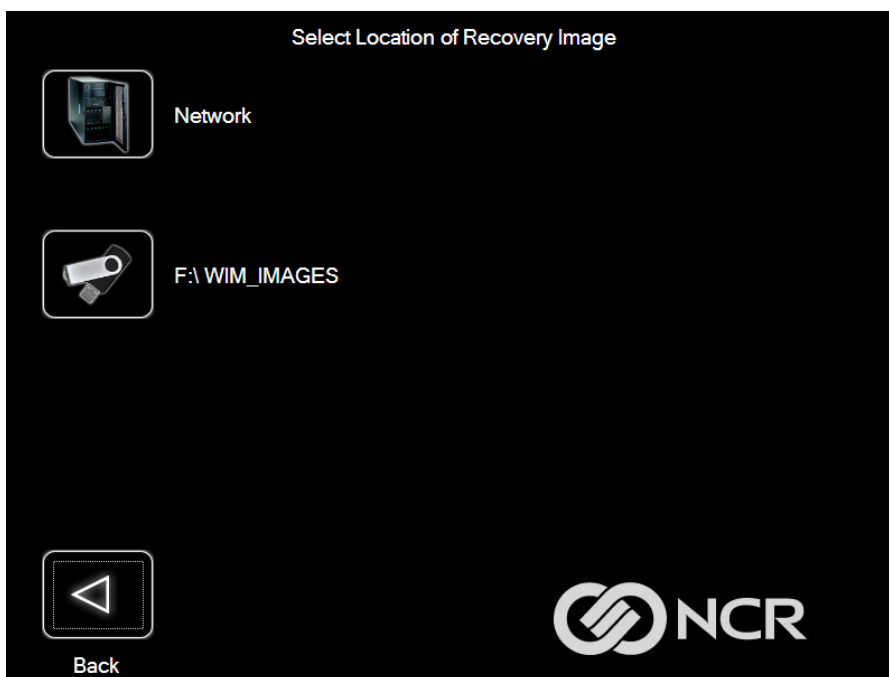 Select Location of Recovery Image
Network
F:\ WIM_IMAGES
Back
NCR